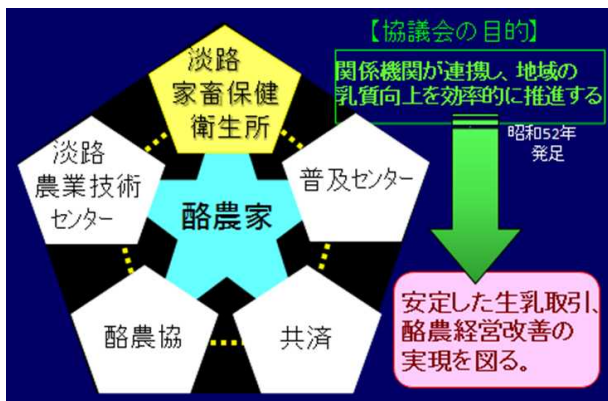 【協議会の目的】
関係機関が連携し、地域の
乳質向上を効率的に推進する
昭和52年
発足
安定した生乳取引、
酪農経営改善の
実現を図る。
淡路
家畜保健
衛生所
淡路
農業技術
センター
普及センター
酪農家
酪農協
共済